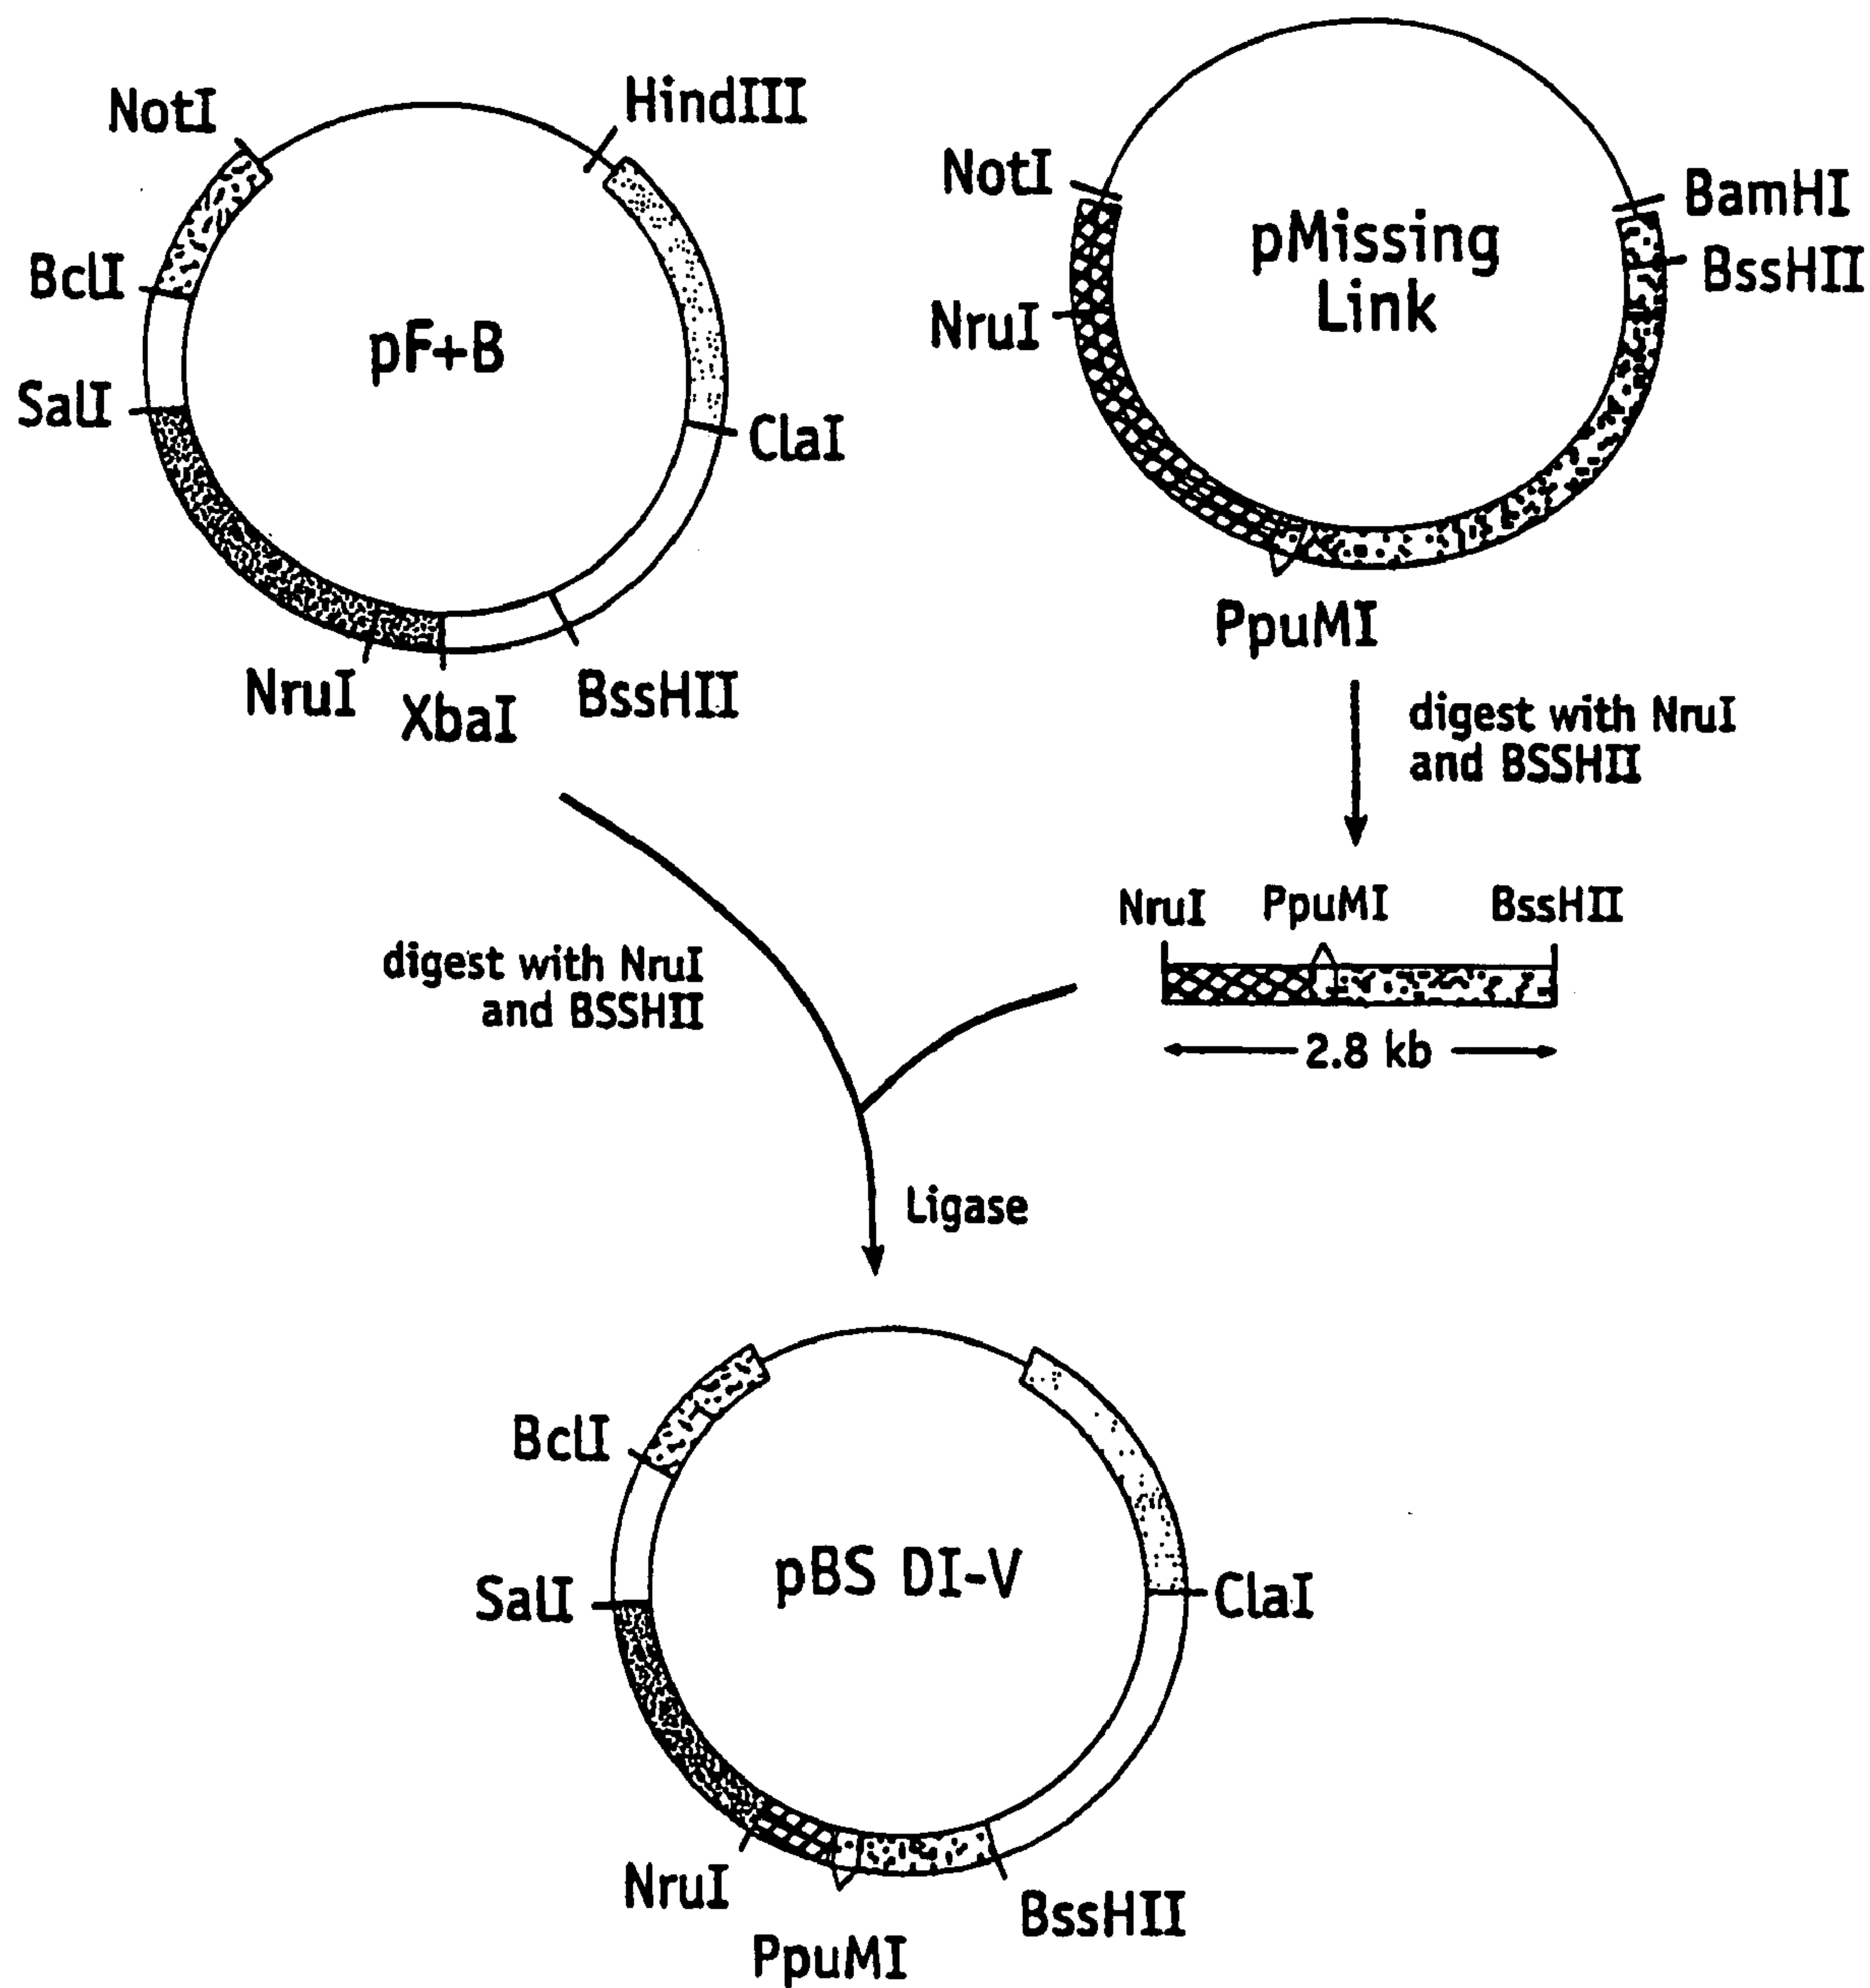 NotI
HindIII
BclI
pF+B
SalI
ClaI
NruI
XbaI
BssHII
NotI
BamHI
pMissing
Link
BssHII
NruI
PpuMI
digest with NruI
and BSSHII
NruI PpuMI BssHII
2.8 kb
digest with NruI
and BSSHII
Ligase
BclI
pBS DI-V
SalI
ClaI
NruI
PpuMI
BssHII